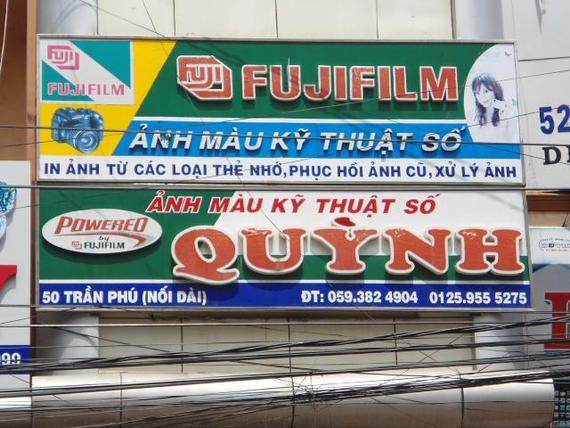 FUJI
FUJIFILM
FUJI FUJIFILM
ẢNH MÀU KỸ THUẬT SỐ
IN ẢNH TỪ CÁC LOẠI THẺ NHỚ, PHỤC HỒI ẢNH CŨ, XỬ LÝ ẢNH
ẢNH MÀU KỸ THUẬT SỐ
POWERED
by
FUJIFILM
QUỲNH
50 TRẦN PHÚ (NỐI DÀI) ĐT: 059.382 4904 0125.955 5275
52